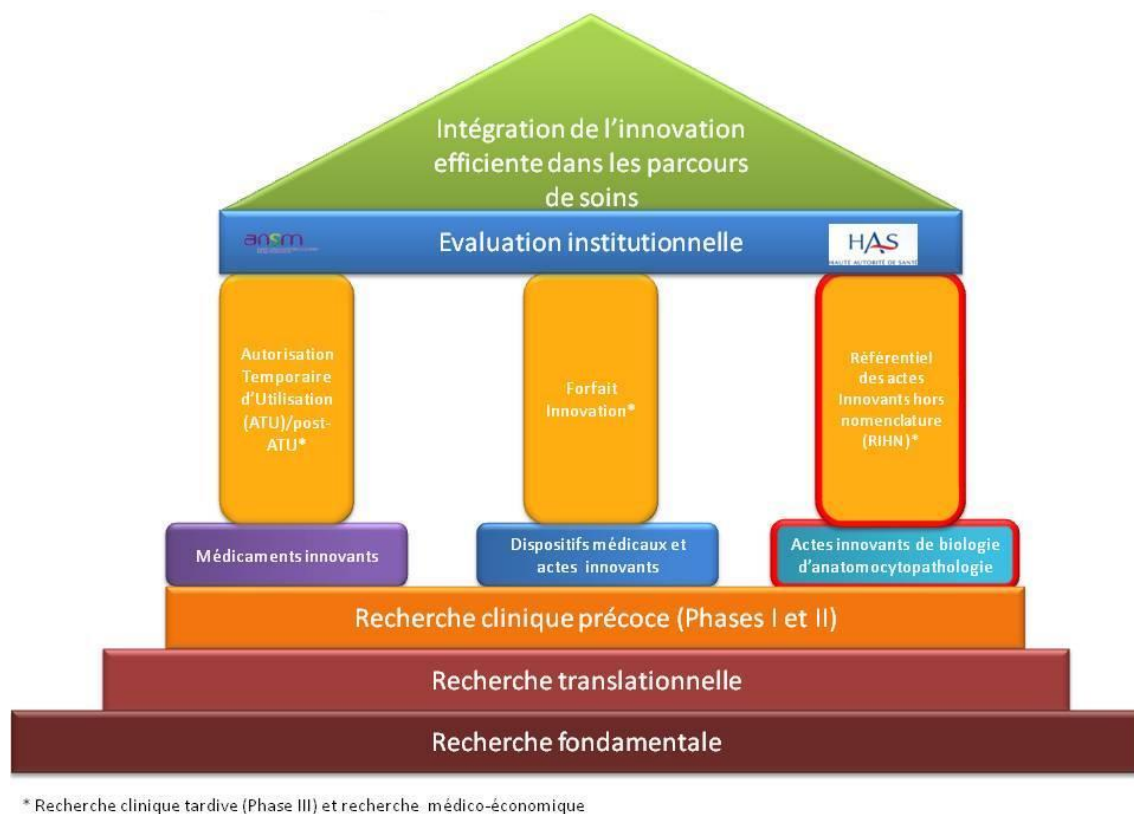 Intégration de l'innovation
efficiente dans les parcours
de soins
ansm
Evaluation institutionnelle
HAS
HAUTE AUTORITÉ DE SANTÉ
Autorisation
Temporaire
d'Utilisation
(ATU)/post-
ATU*
Forfait
Innovation*
Référentiel
des actes
Innovants hors
nomenclature
(RIHN)*
Médicaments innovants
Dispositifs médicaux et
actes innovants
Actes innovants de biologie
d'anatomocytopathologie
Recherche clinique précoce (Phases I et II)
Recherche translationnelle
Recherche fondamentale
* Recherche clinique tardive (Phase III) et recherche médico-économique